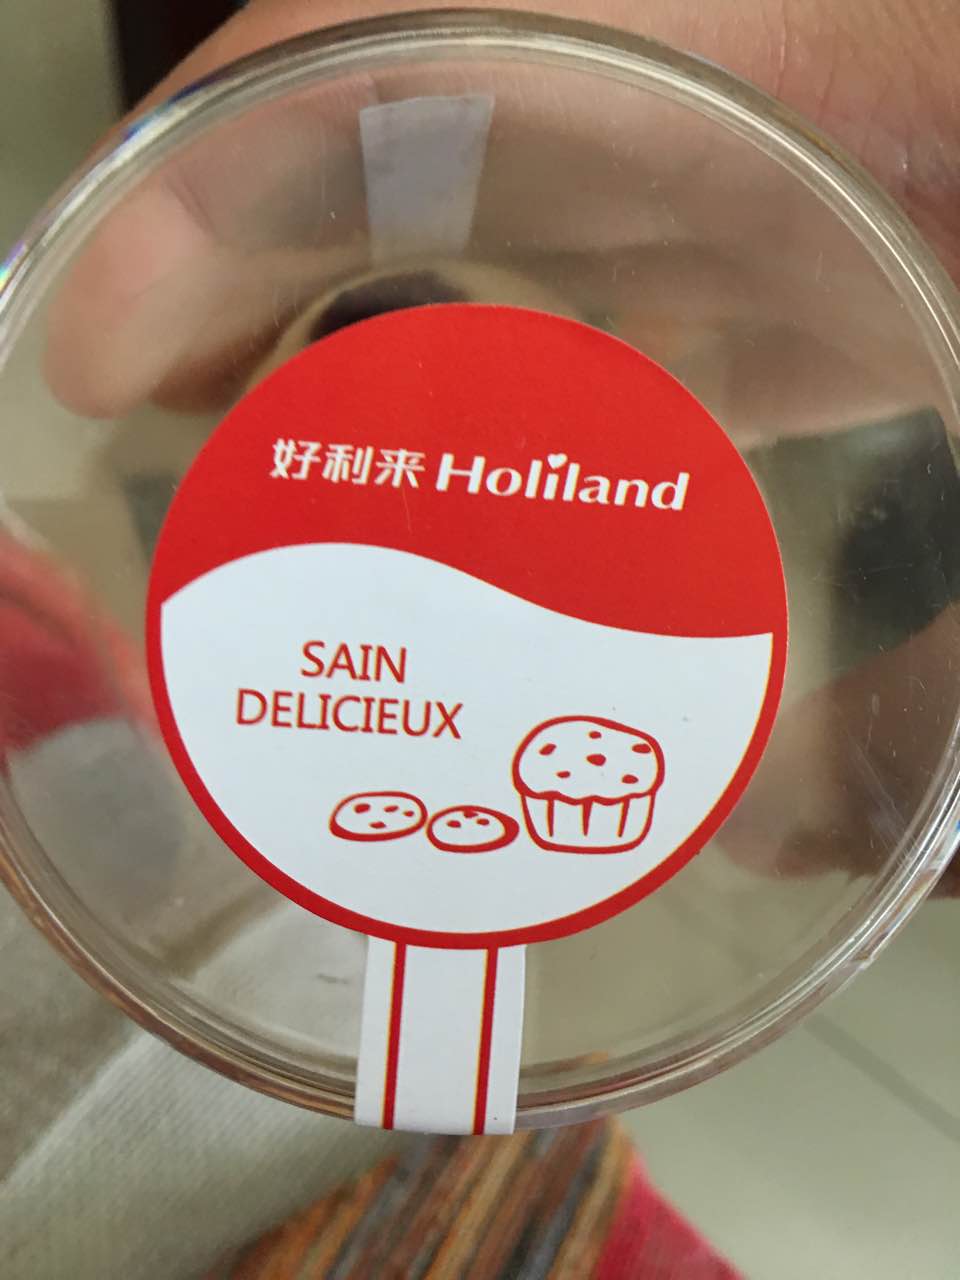 好利来 Holiland
SAIN
DELICIEUX